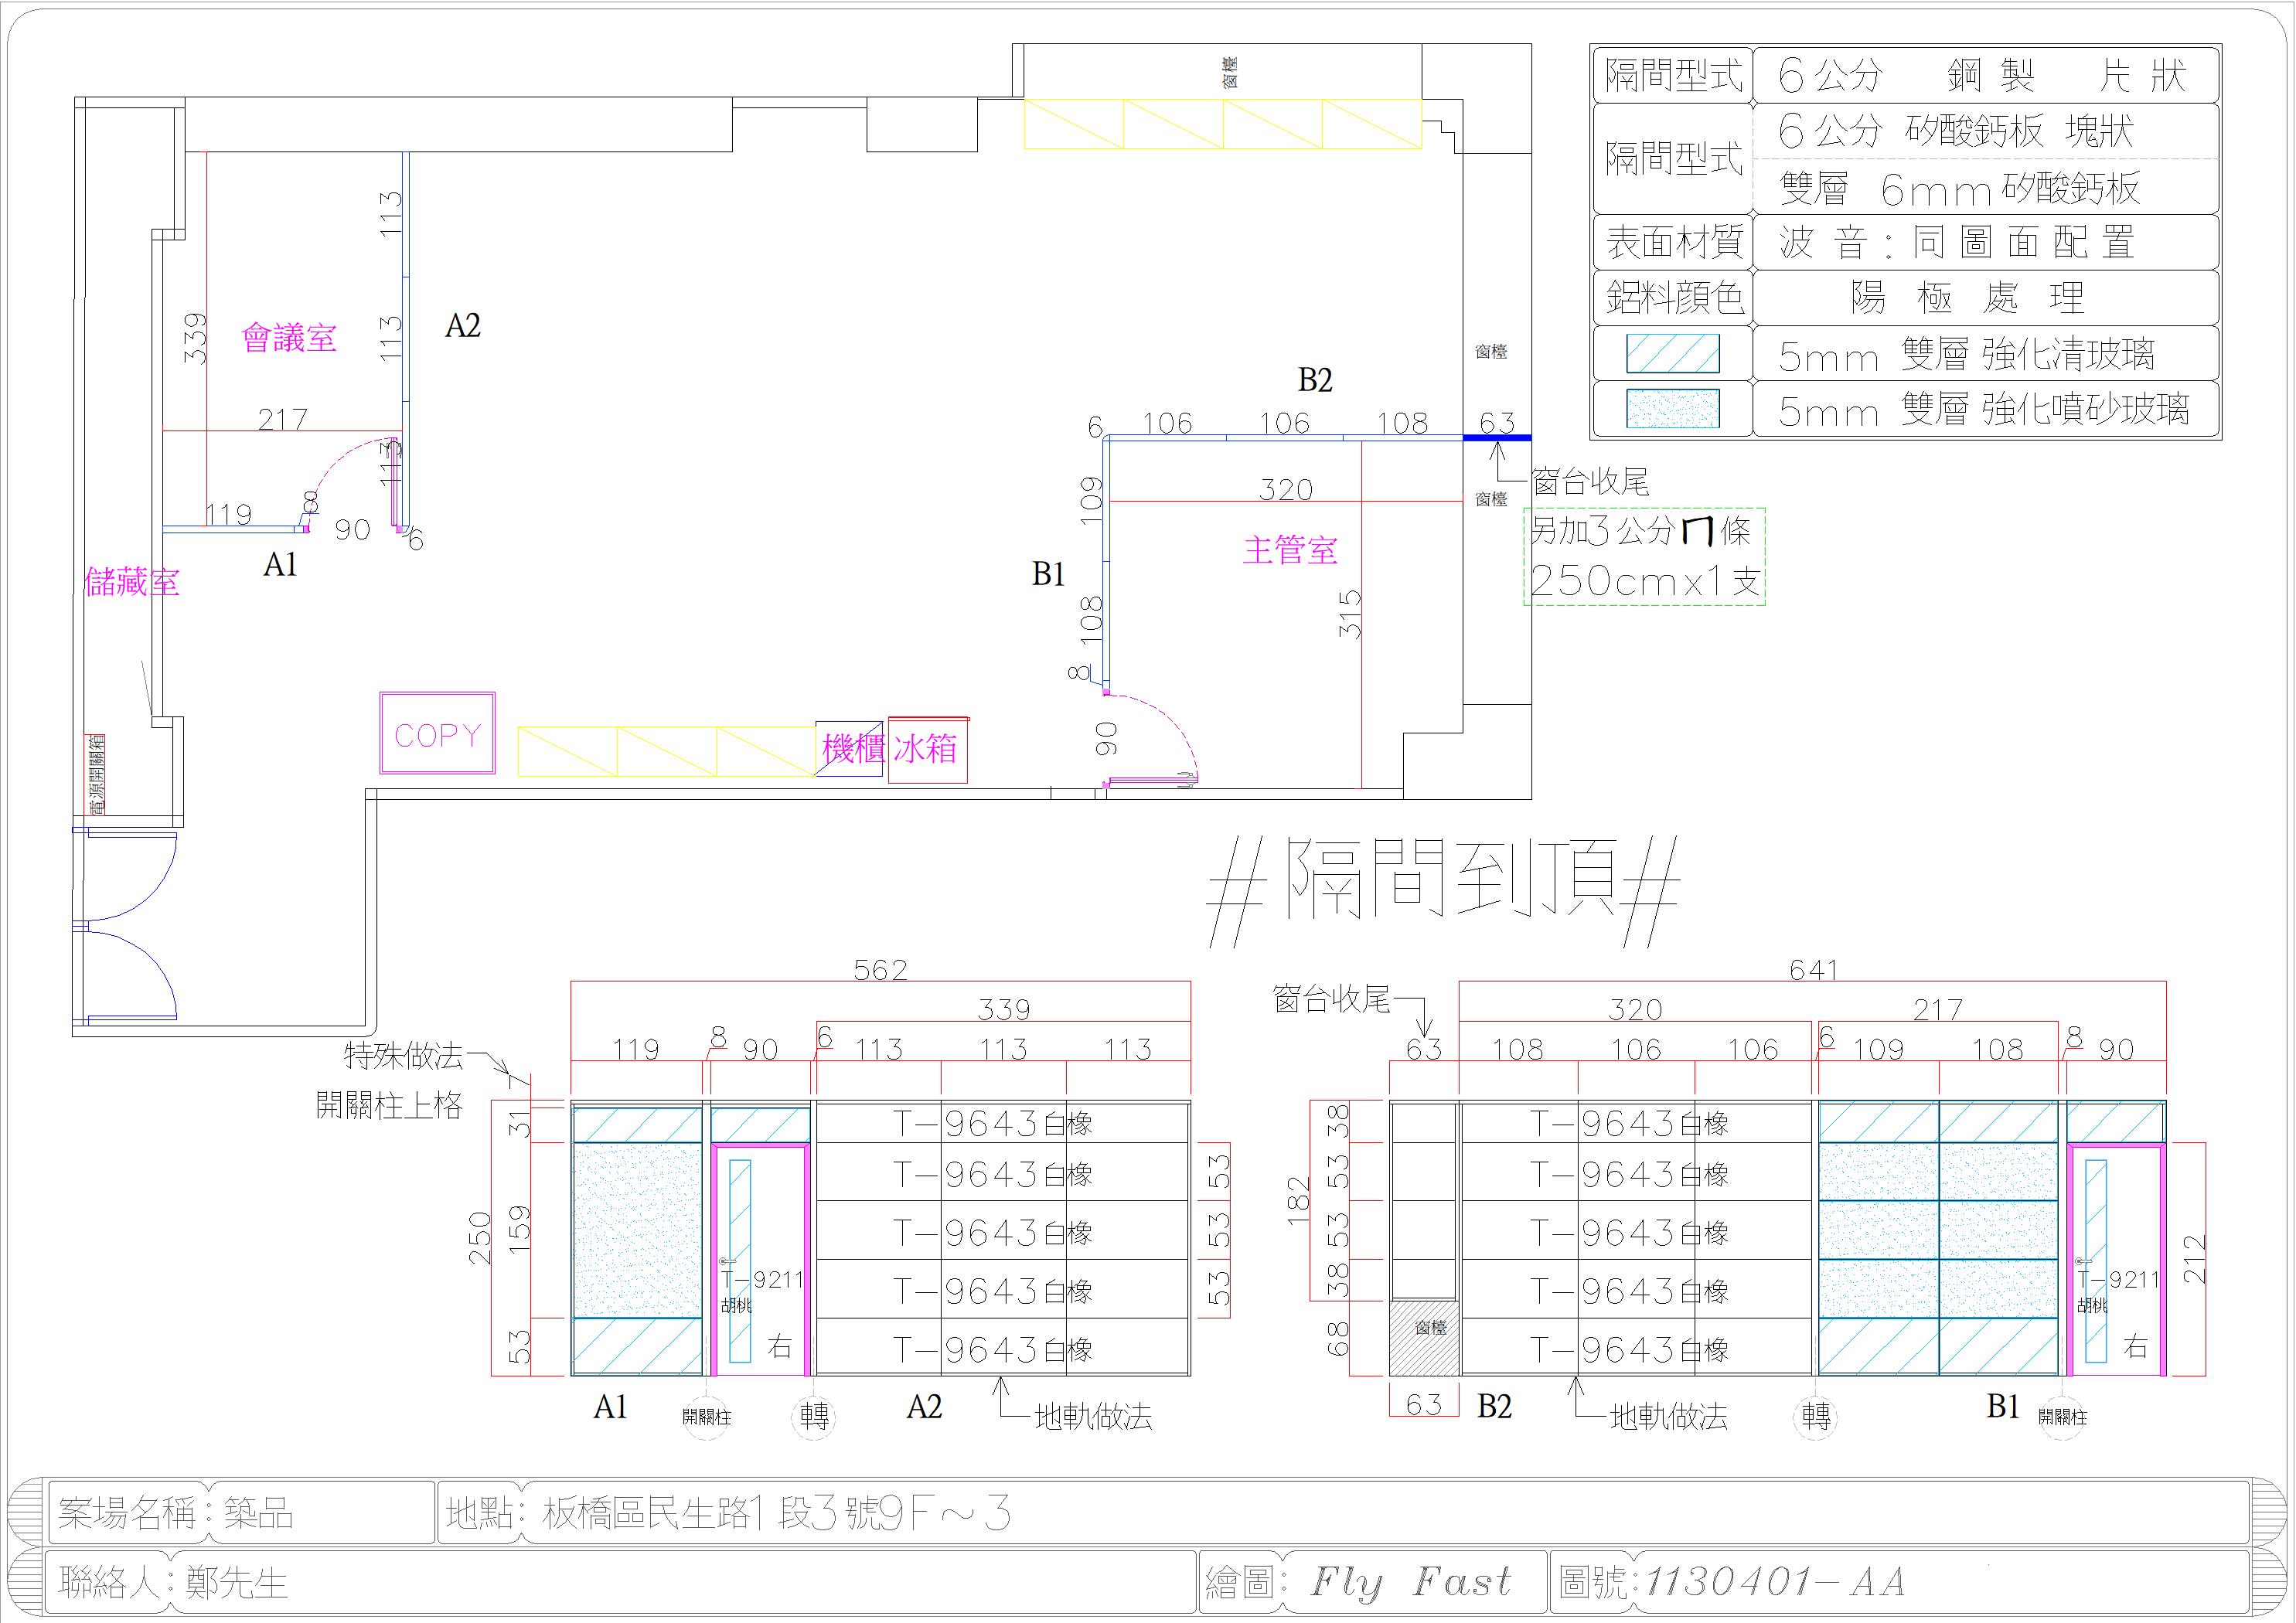 窗檯
隔間型式 6公分 鋼製 片狀
隔間型式 6公分 矽酸鈣板 塊狀
雙層 6mm矽酸鈣板
表面材質 波音:同圖面配置
鋁料顏色 陽極處理
5mm 雙層 強化清玻璃
5mm 雙層 強化噴砂玻璃
113
339
會議室
113
A2
217
113
119
8
90
6
A1
儲藏室
窗檯
B2
6
106
106
108
63
窗台收尾
窗檯
320
109
主管室
B1
108
315
8
90
另加3公分ㄇ條
250cmx1支
COPY
機櫃
冰箱
電源開關箱
#隔間到頂#
562
339
特殊做法
開關柱上格
119
8
90
6
113
113
113
31
159
53
250
T-9643白橡
T-9643白橡
T-9643白橡
T-9643白橡
T-9643白橡
T-9211
胡桃
右
53
53
53
A1
開關柱
轉
A2
地軌做法
641
窗台收尾
320
217
63
108
106
106
6
109
108
8
90
38
53
53
38
68
182
T-9643白橡
T-9643白橡
T-9643白橡
T-9643白橡
T-9643白橡
窗檯
T-9211
胡桃
右
212
63
B2
地軌做法
轉
B1
開關柱
案場名稱:築品
地點: 板橋區民生路1段3號9F~3
聯絡人:鄭先生
繪圖: Fly Fast
圖號:1130401-AA